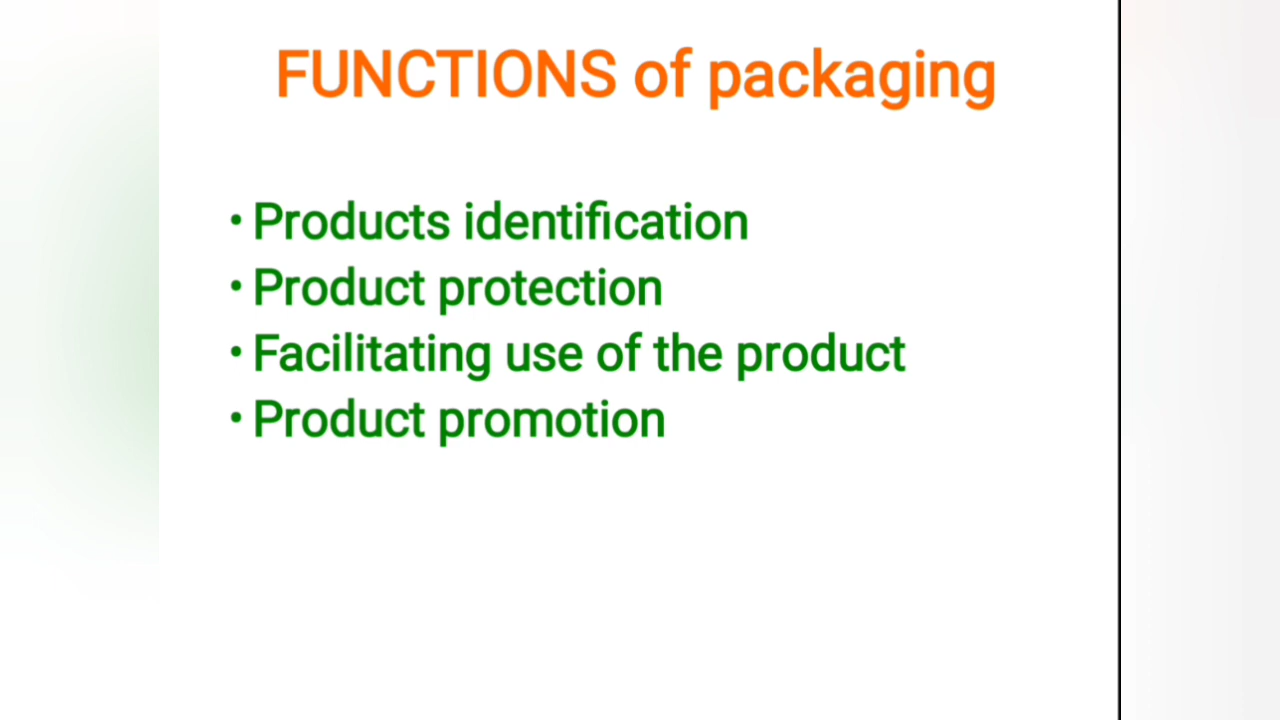 FUNCTIONS of packaging
• Products identification
• Product protection
• Facilitating use of the product
• Product promotion